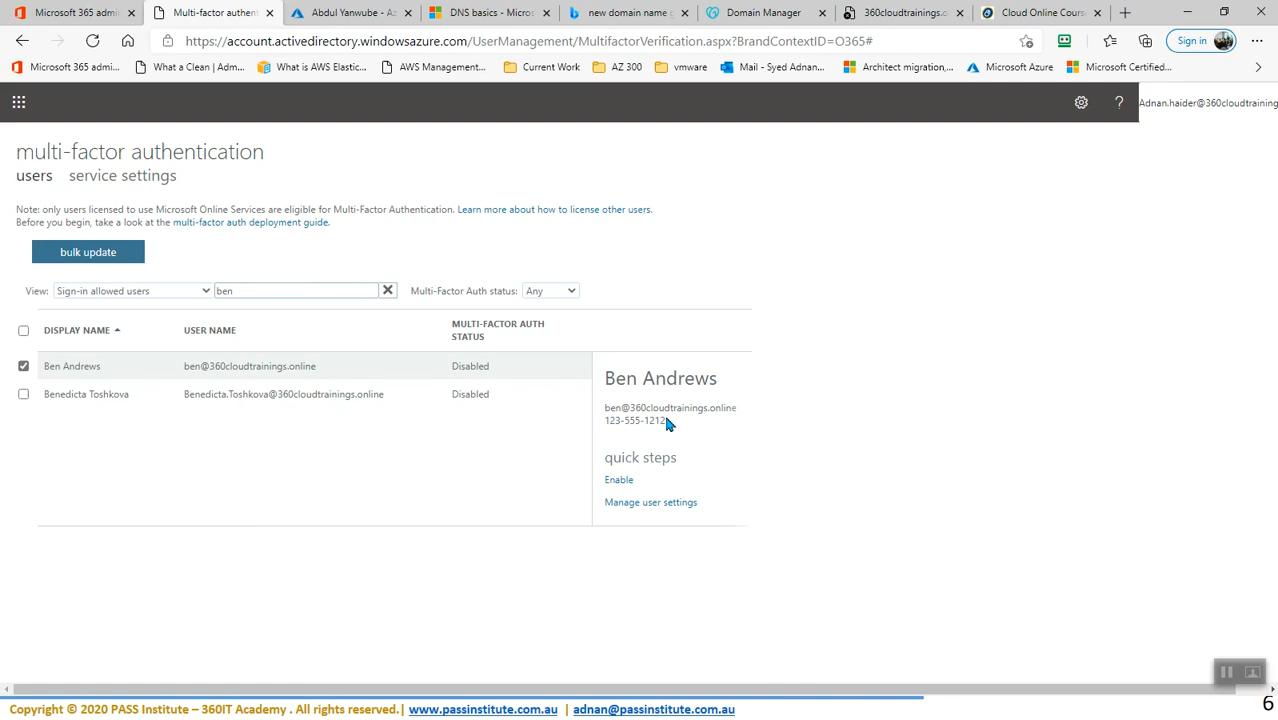 Microsoft 365 admi
Multi-factor authent
Abdul Yanwube - Az
DNS basics - Micros
new domain name g
Domain Manager
360cloudtrainings.o
Cloud Online Cours
https://account.activedirectory.windowsazure.com/UserManagement/MultifactorVerification.aspx?BrandContextID=O365#
Sign in
Microsoft 365 admi...
What a Clean | Adm...
What is AWS Elastic...
AWS Management...
Current Work
AZ 300
vmware
Mail - Syed Adnan...
Architect migration,...
Microsoft Azure
Microsoft Certified...
Adnan.haider@360cloudtraining
multi-factor authentication
users service settings
Note: only users licensed to use Microsoft Online Services are eligible for Multi-Factor Authentication. Learn more about how to license other users.
Before you begin, take a look at the multi-factor auth deployment guide.
bulk update
View: Sign-in allowed users ben Multi-Factor Auth status: Any
DISPLAY NAME USER NAME MULTI-FACTOR AUTH STATUS
Ben Andrews ben@360cloudtrainings.online Disabled
Benedicta Toshkova Benedicta.Toshkova@360cloudtrainings.online Disabled
Ben Andrews
ben@360cloudtrainings.online
123-555-1212
quick steps
Enable
Manage user settings
Copyright © 2020 PASS Institute – 360IT Academy . All rights reserved.| www.passinstitute.com.au | adnan@passinstitute.com.au
6